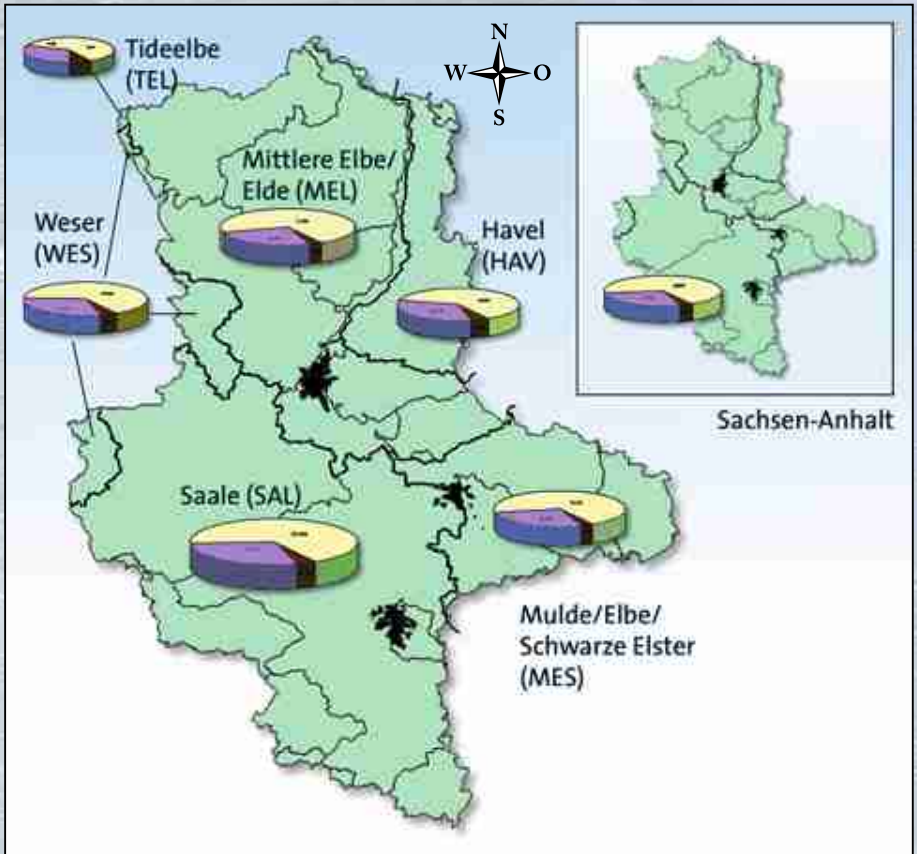 Tideelbe
(TEL)
N
W
O
S
Mittlere Elbe/
Elde (MEL)
Weser
(WES)
Havel
(HAV)
Sachsen-Anhalt
Saale (SAL)
Mulde/Elbe/
Schwarze Elster
(MES)